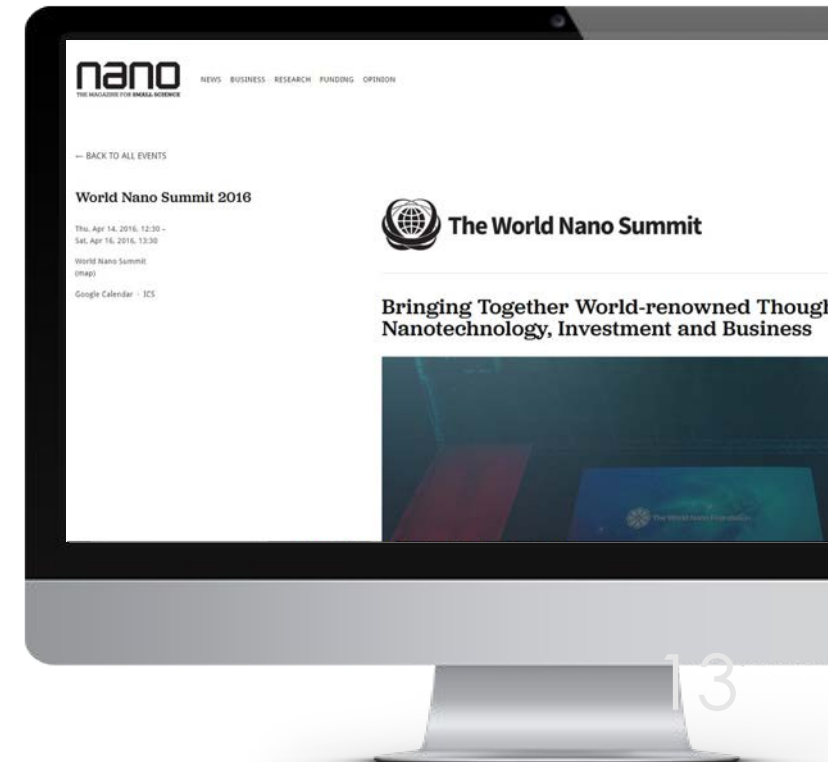 nano
THE MAGAZINE FOR SMALL SCIENCE
NEWS BUSINESS RESEARCH FUNDING OPINION
← BACK TO ALL EVENTS
World Nano Summit 2016
Thu, Apr 14, 2016, 12:30 –
Sat, Apr 16, 2016, 13:30
World Nano Summit
(map)
Google Calendar · ICS
The World Nano Summit
Bringing Together World-renowned Though
Nanotechnology, Investment and Business
The World Nano Foundation
13